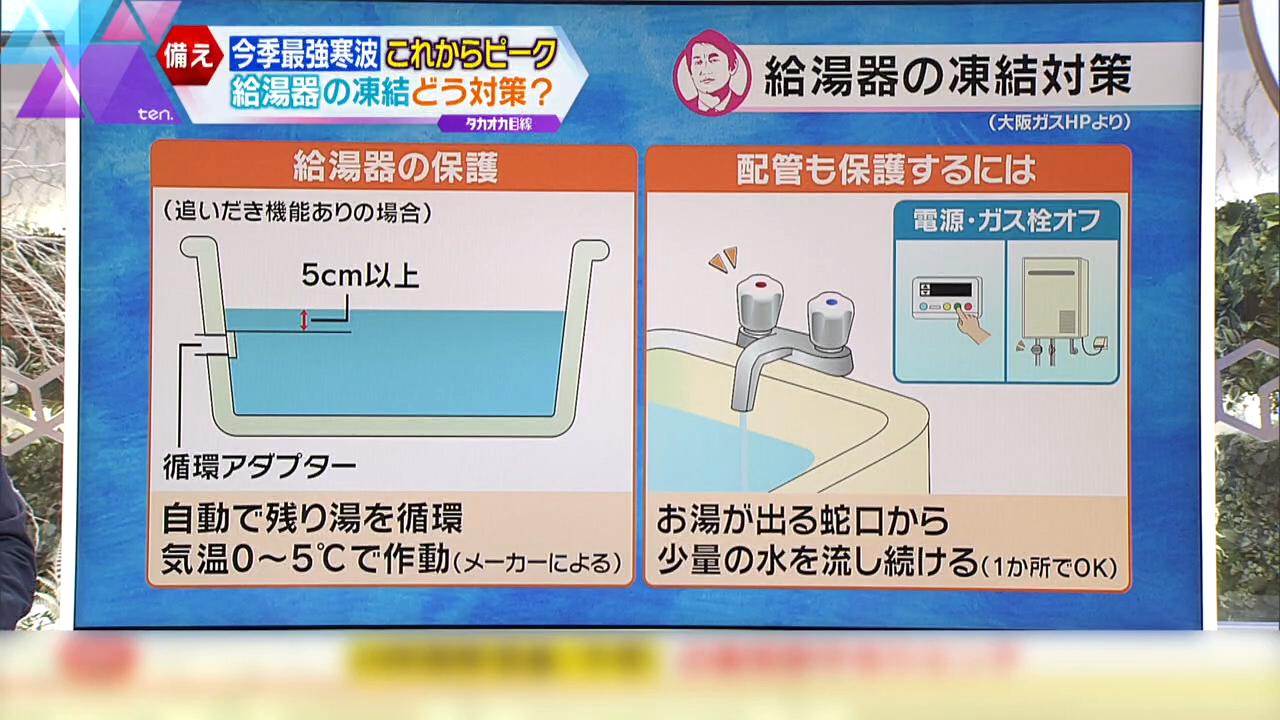 備え
今季最強寒波 これからピーク
給湯器の凍結どう対策？
タカオカ目線
ten.
給湯器の凍結対策
（大阪ガスHPより）
給湯器の保護
（追いだき機能ありの場合）
5cm以上
循環アダプター
自動で残り湯を循環
気温0～5℃で作動（メーカーによる）
配管も保護するには
電源・ガス栓オフ
お湯が出る蛇口から
少量の水を流し続ける（1か所でOK）